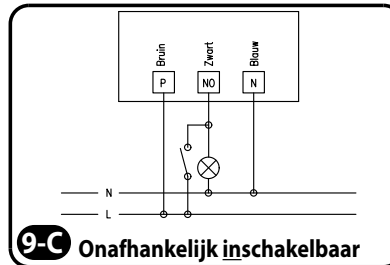 Bruin Zwart Blauw
P NO N
N
L
9-C Onafhankelijk inschakelbaar